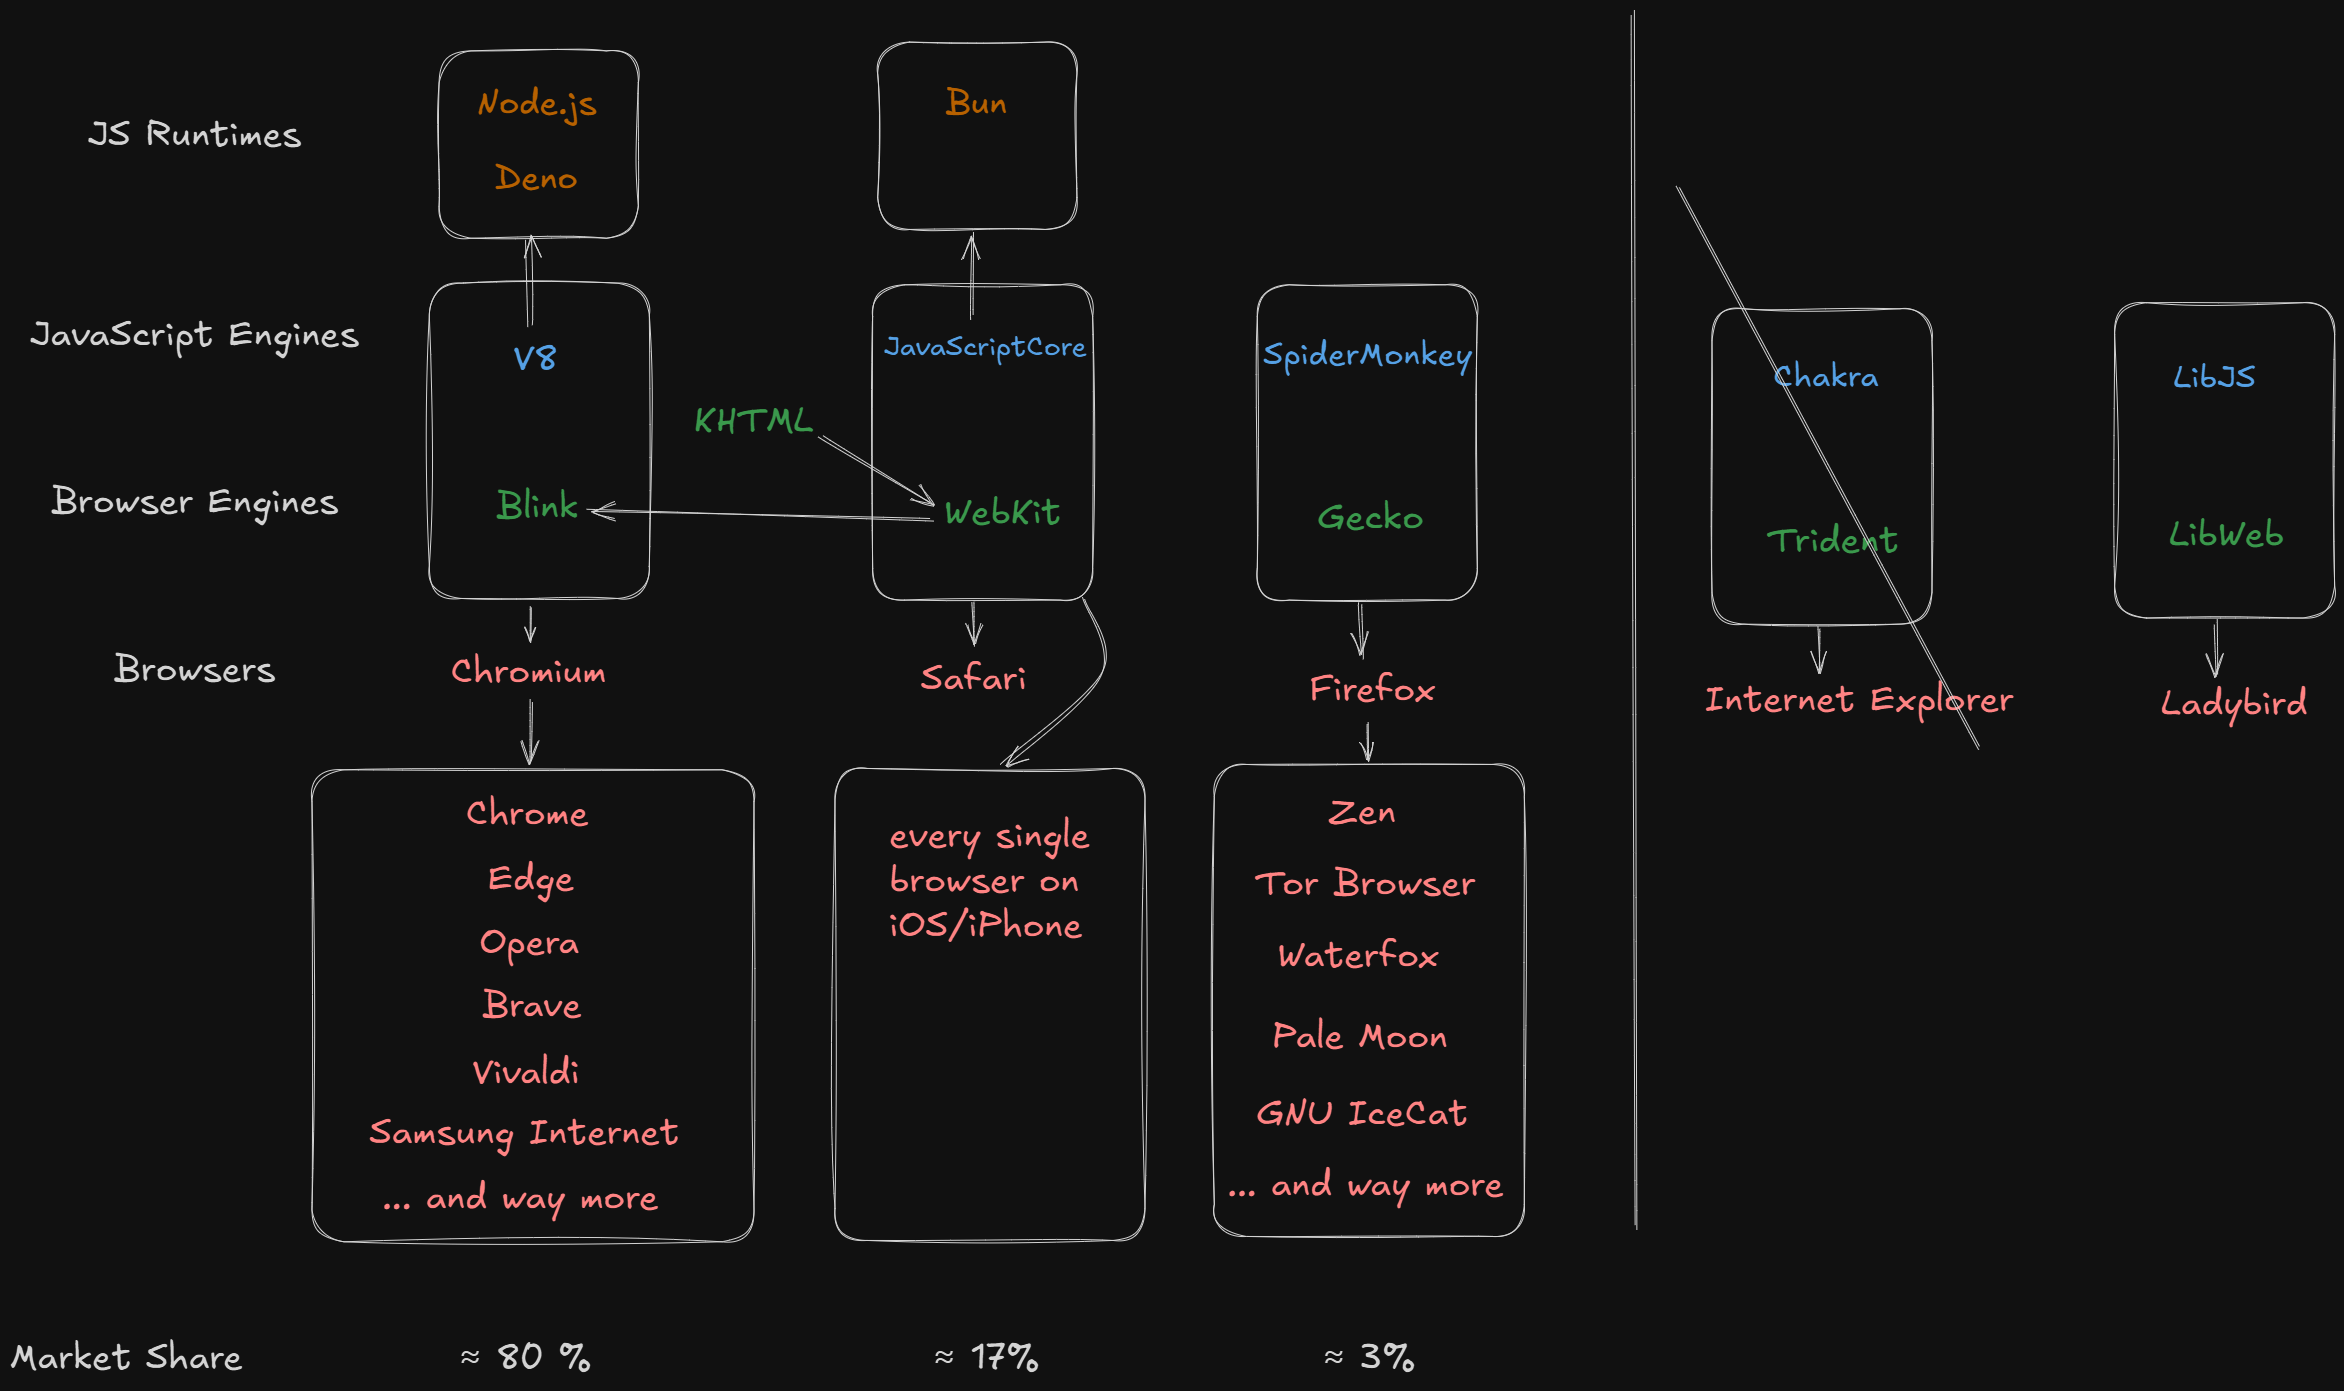 JS Runtimes
Node.js
Deno
Bun
JavaScript Engines
V8
JavaScriptCore
SpiderMonkey
Chakra
LibJS
KHTML
Browser Engines
Blink
WebKit
Gecko
Trident
LibWeb
Browsers
Chromium
Safari
Firefox
Internet Explorer
Ladybird
Chrome
Edge
Opera
Brave
Vivaldi
Samsung Internet
... and way more
every single
browser on
iOS/iPhone
Zen
Tor Browser
Waterfox
Pale Moon
GNU IceCat
... and way more
Market Share
≈ 80 %
≈ 17%
≈ 3%